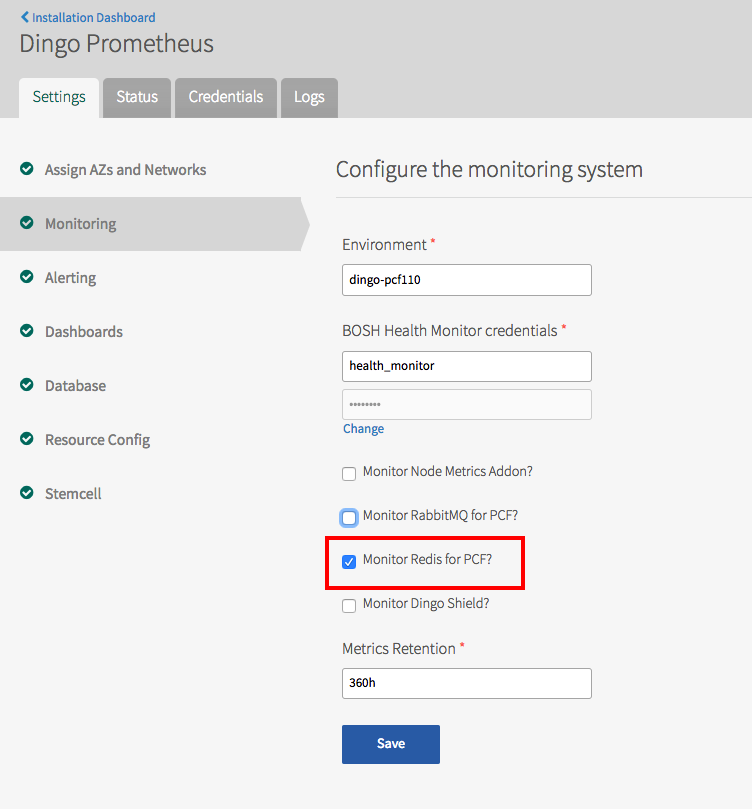 Installation Dashboard
Dingo Prometheus
Settings
Status
Credentials
Logs
Assign AZs and Networks
Monitoring
Alerting
Dashboards
Database
Resource Config
Stemcell
Configure the monitoring system
Environment *
dingo-pcf110
BOSH Health Monitor credentials *
health_monitor
••••••••
Change
Monitor Node Metrics Addon?
Monitor RabbitMQ for PCF?
Monitor Redis for PCF?
Monitor Dingo Shield?
Metrics Retention *
360h
Save